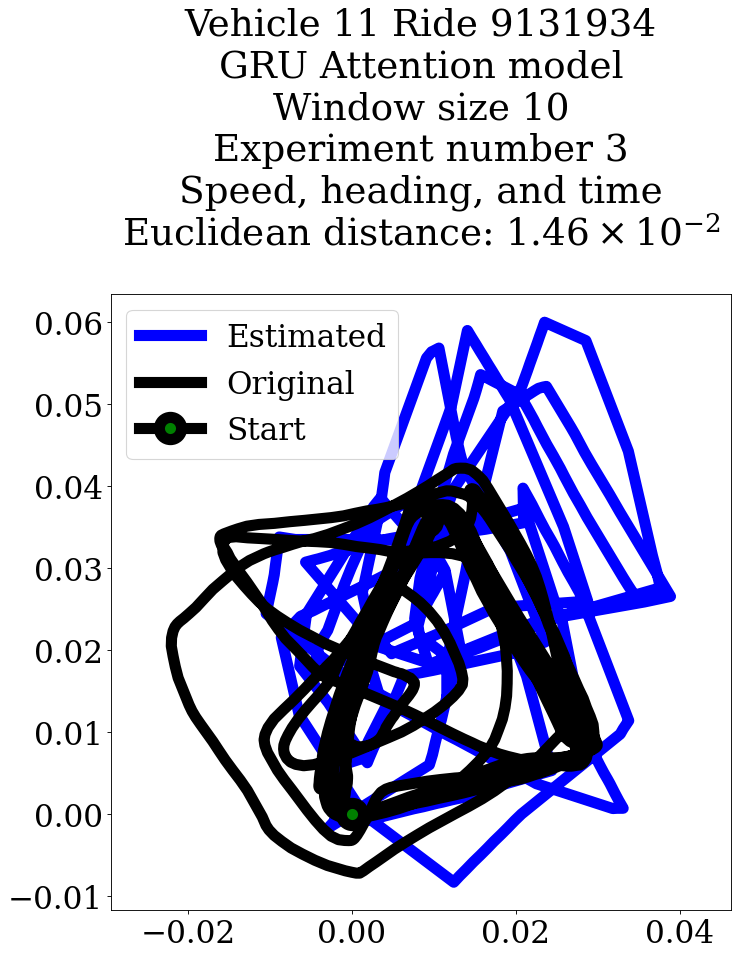 Vehicle 11 Ride 9131934
GRU Attention model
Window size 10
Experiment number 3
Speed, heading, and time
Euclidean distance: 1.46 × 10⁻²
Estimated
Original
Start
0.06
0.05
0.04
0.03
0.02
0.01
0.00
−0.01
−0.02
0.00
0.02
0.04